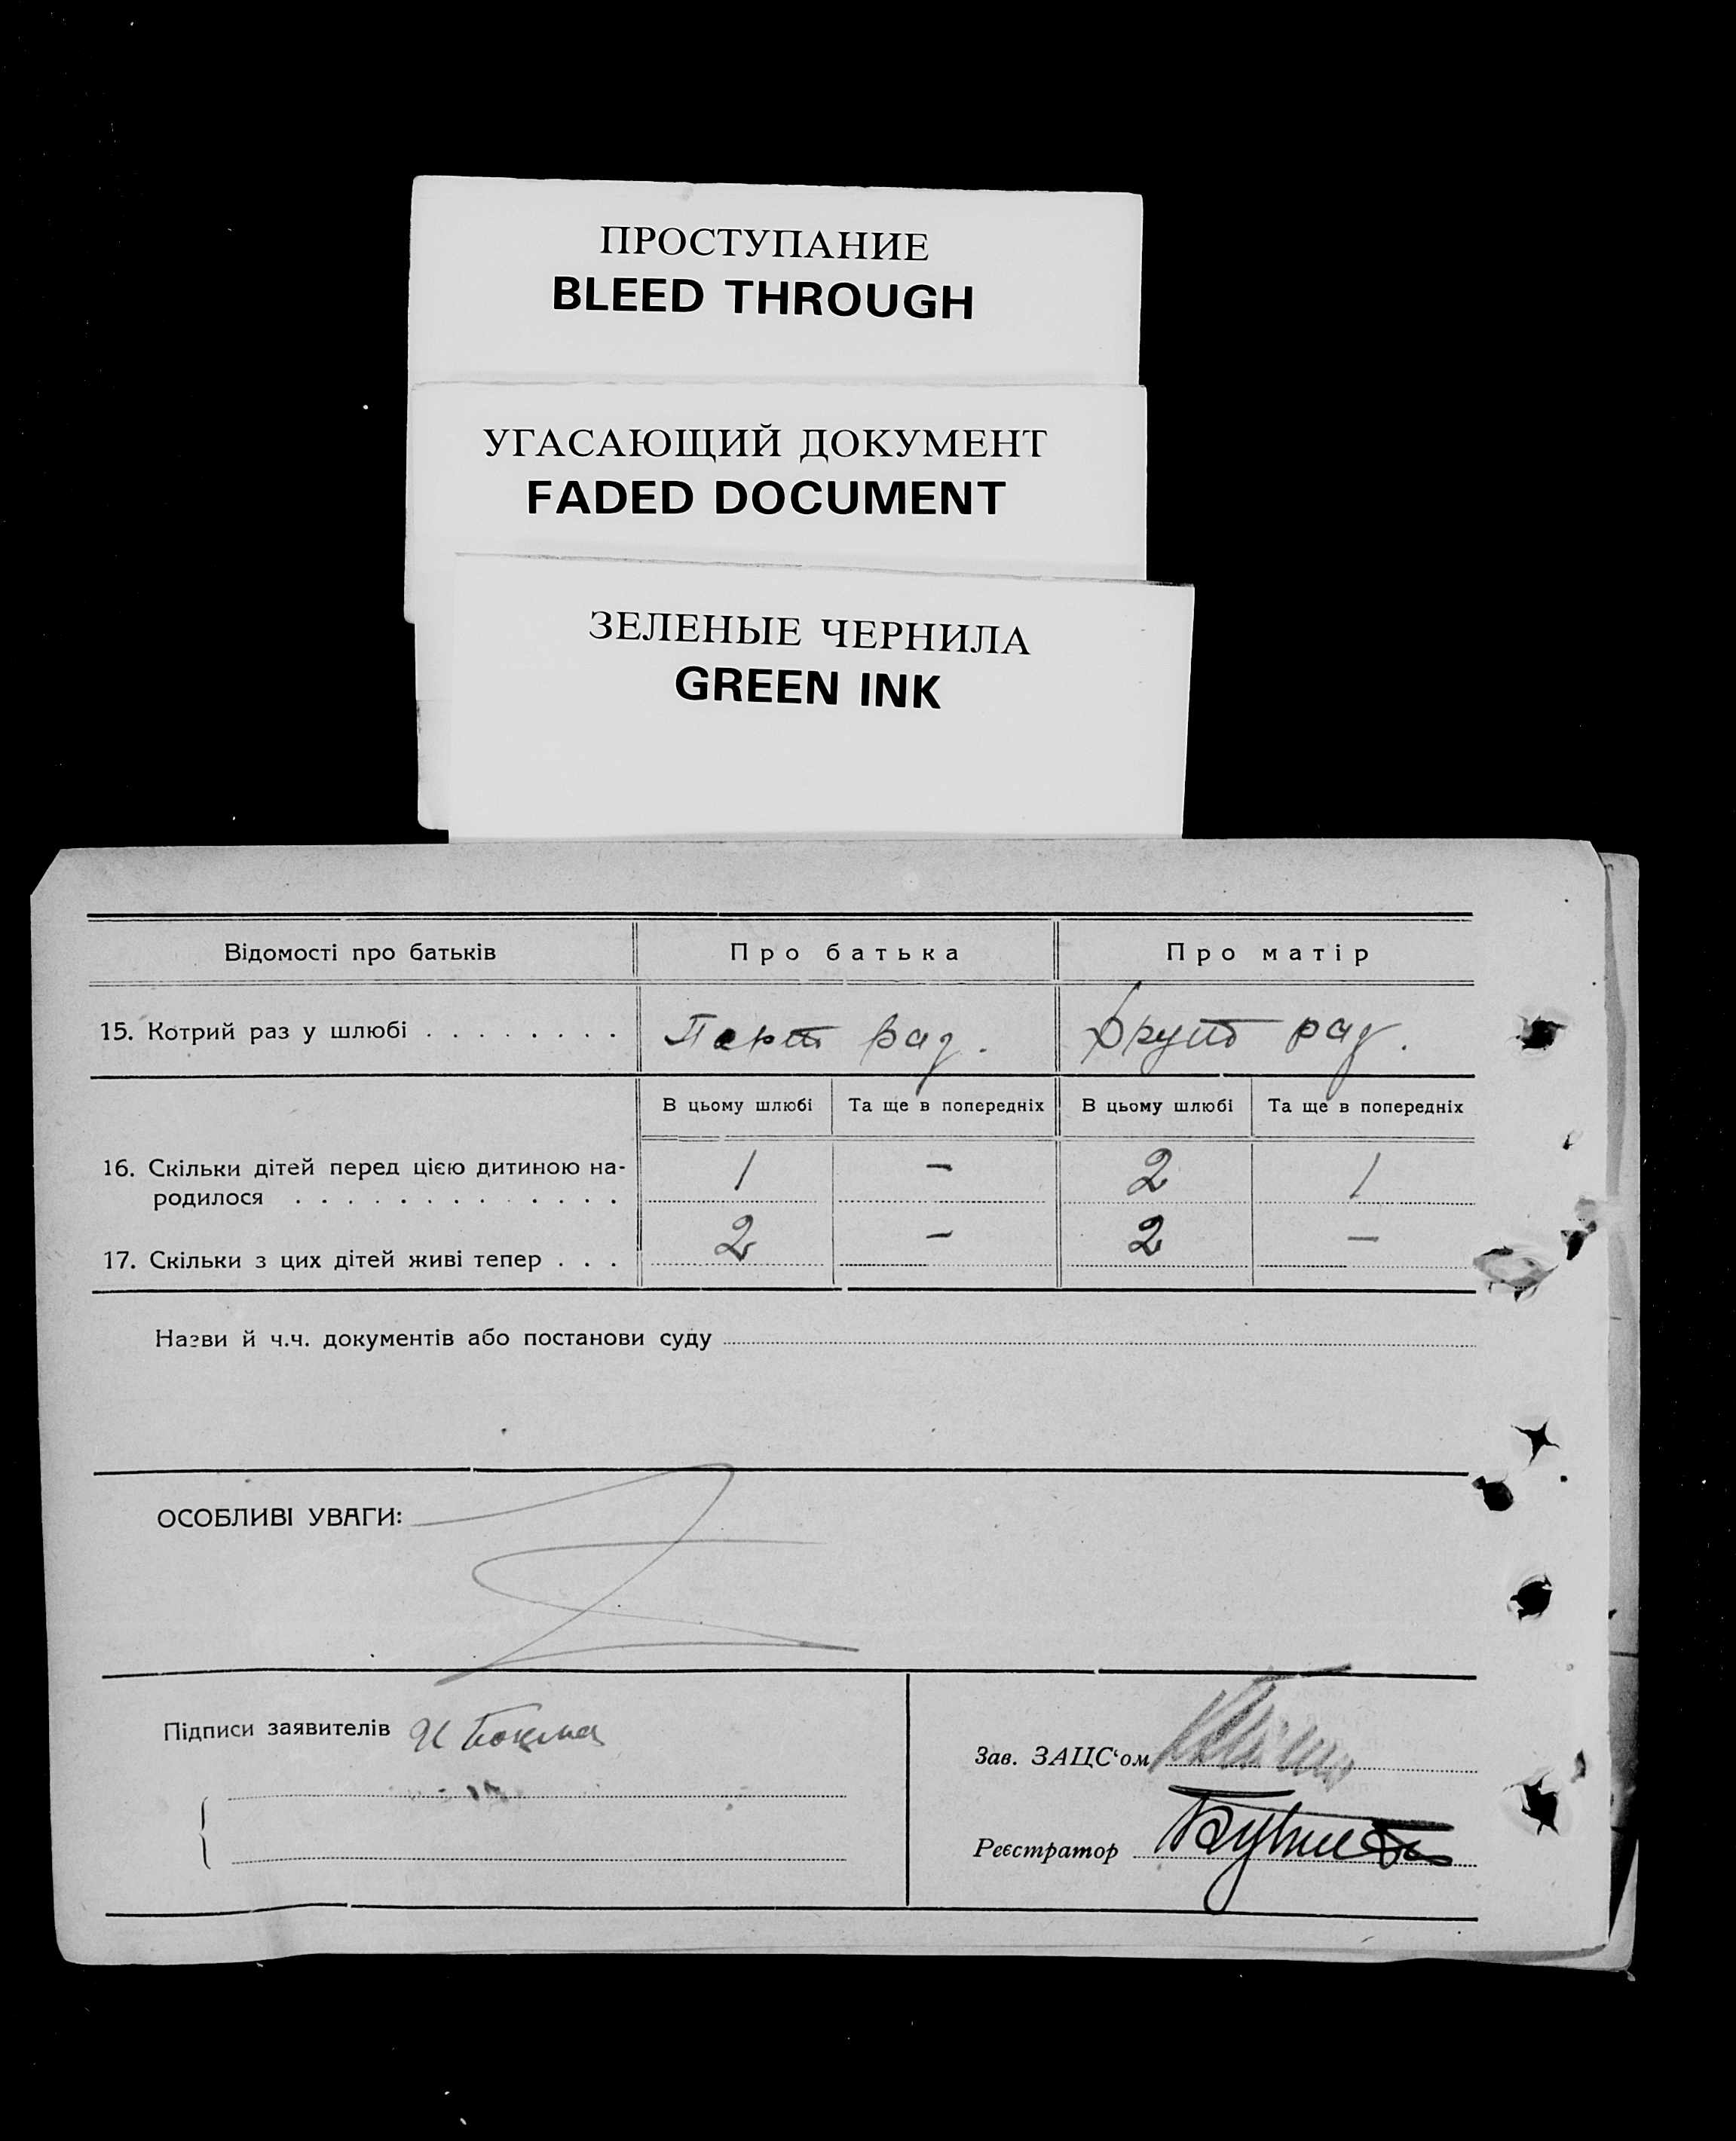 ПРОСТУПАНИЕ
BLEED THROUGH
УГАСАЮЩИЙ ДОКУМЕНТ
FADED DOCUMENT
ЗЕЛЕНЫЕ ЧЕРНИЛА
GREEN INK
Відомості про батьків Про батька Про матір
15. Котрий раз у шлюбі . . . . . . . . раз. раз.
В цьому шлюбі Та ще в попередніх В цьому шлюбі Та ще в попередніх
16. Скільки дітей перед цією дитиною на-
родилося . . . . . . . . . . . . . 1 – 2 1
17. Скільки з цих дітей живі тепер . . . 2 – 2 –
Назви й ч.ч. документів або постанови суду
ОСОБЛИВІ УВАГИ:
Підписи заявителів
Зав. ЗАЦС‘ом
Реєстратор